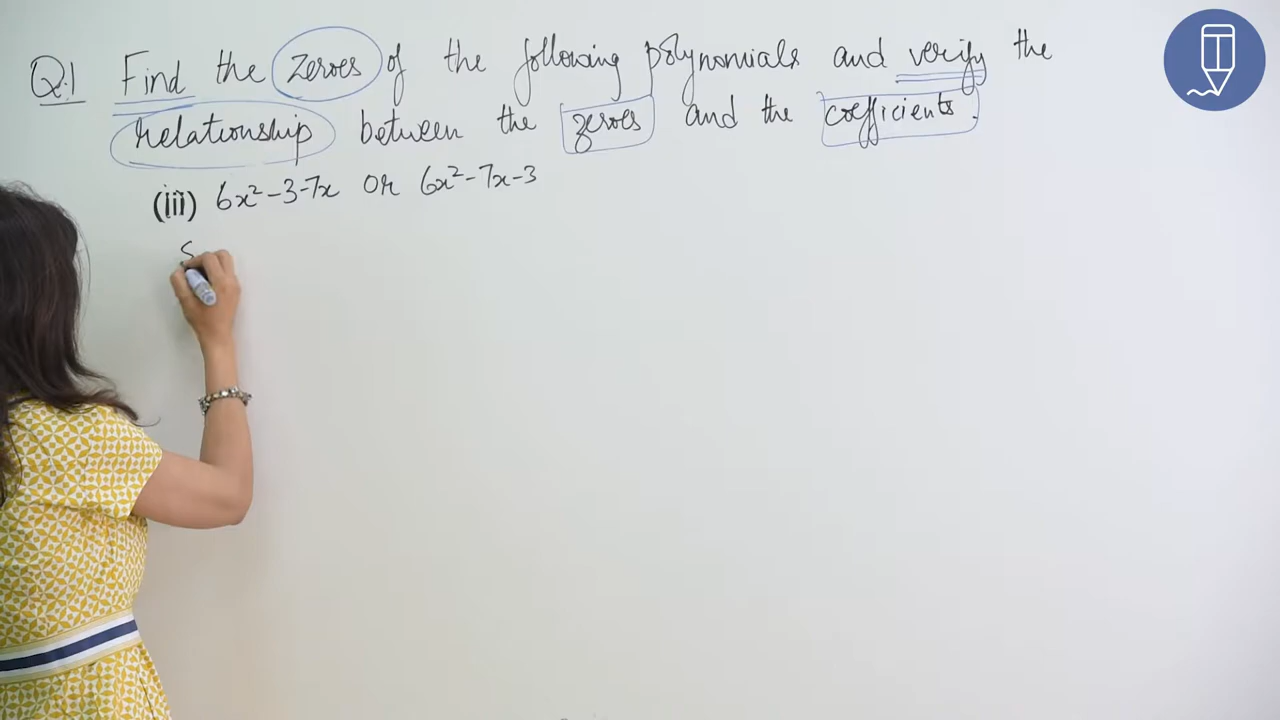 Q.1 Find the zeroes of the following polynomials and verify the
relationship between the zeroes and the coefficients.
(iii) 6x²-3-7x Or 6x²-7x-3
S